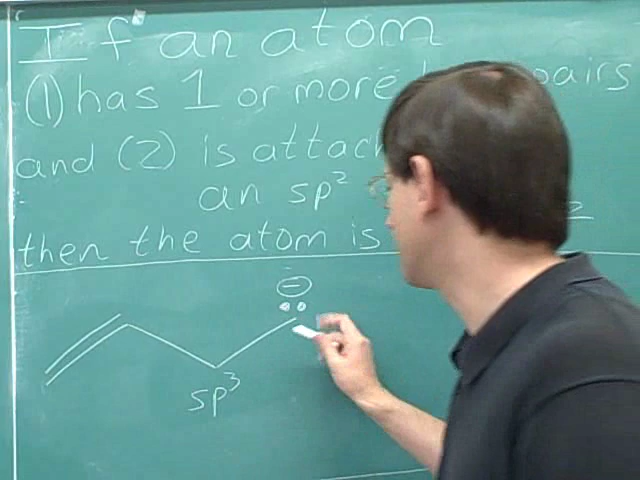 If an atom
(1) has 1 or more pairs
and (2) is
an sp²
then the atom is
⊖
sp³